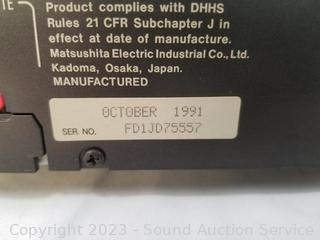 Product complies with DHHS
Rules 21 CFR Subchapter J in
effect at date of manufacture.
Matsushita Electric Industrial Co., Ltd.
Kadoma, Osaka, Japan.
MANUFACTURED
OCTOBER 1991
SER. NO. FD1JD75557
Copyright 2023 - Sound Auction Service